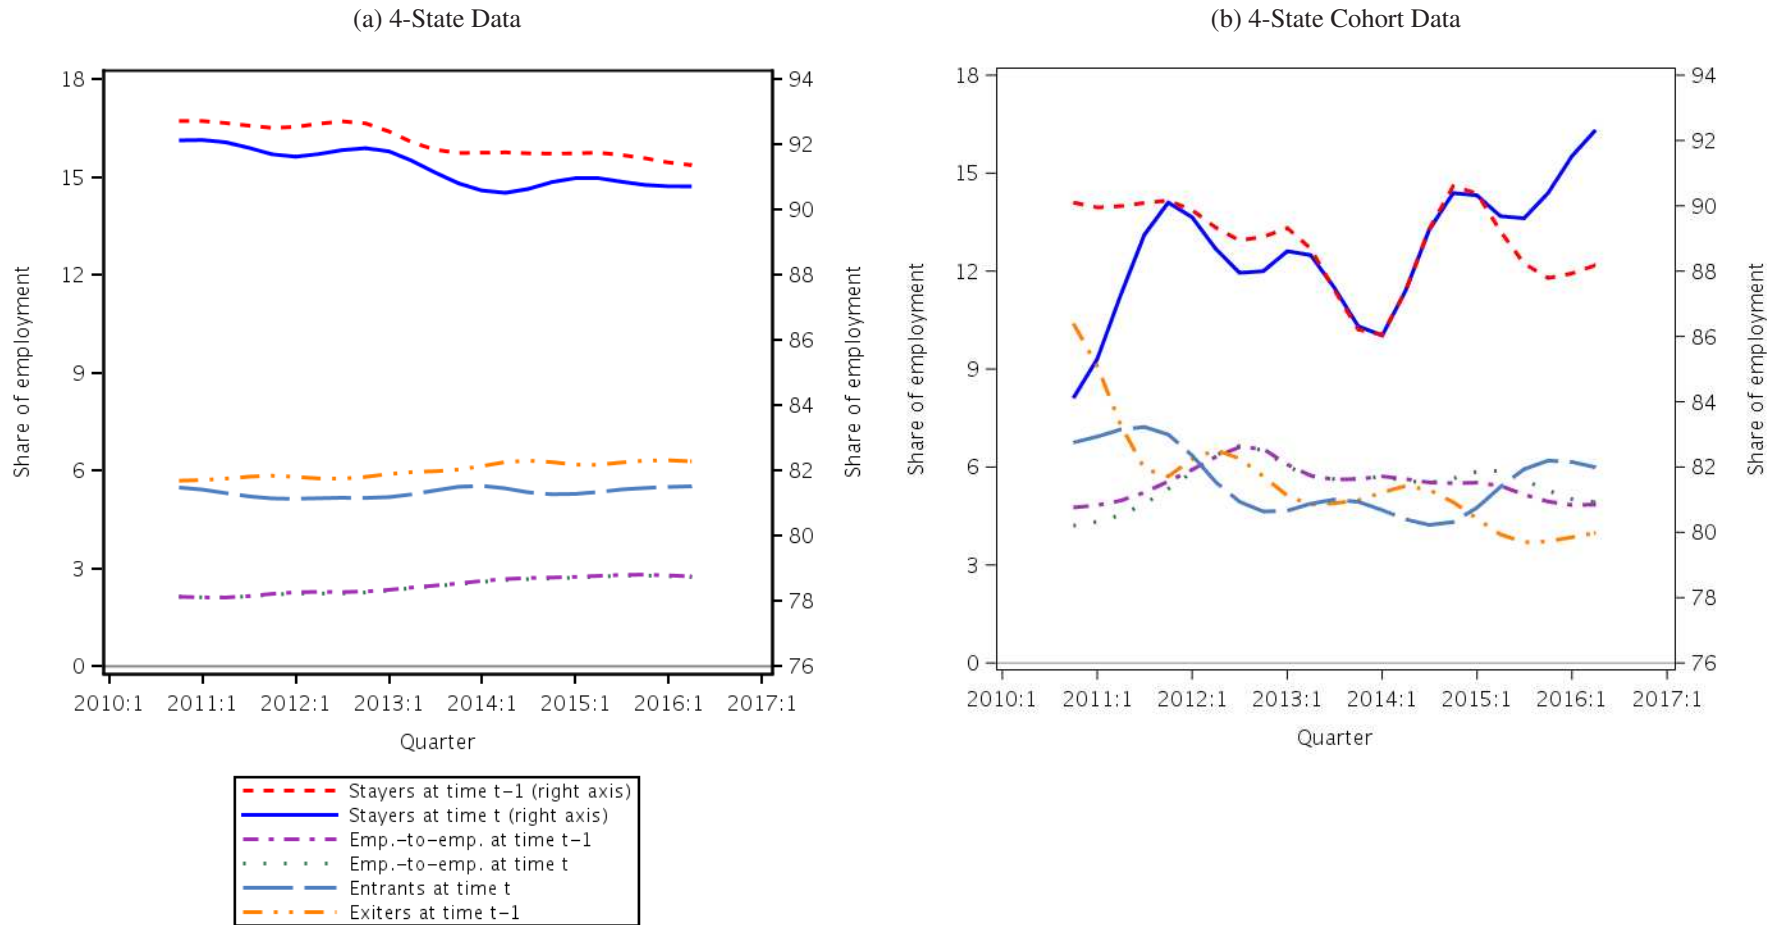 (a) 4-State Data
(b) 4-State Cohort Data
18
15
12
9
6
3
0
94
92
90
88
86
84
82
80
78
76
Share of employment
Share of employment
2010:1 2011:1 2012:1 2013:1 2014:1 2015:1 2016:1 2017:1
Quarter
18
15
12
9
6
3
0
94
92
90
88
86
84
82
80
78
76
Share of employment
Share of employment
2010:1 2011:1 2012:1 2013:1 2014:1 2015:1 2016:1 2017:1
Quarter
Stayers at time t−1 (right axis)
Stayers at time t (right axis)
Emp.−to−emp. at time t−1
Emp.−to−emp. at time t
Entrants at time t
Exiters at time t−1